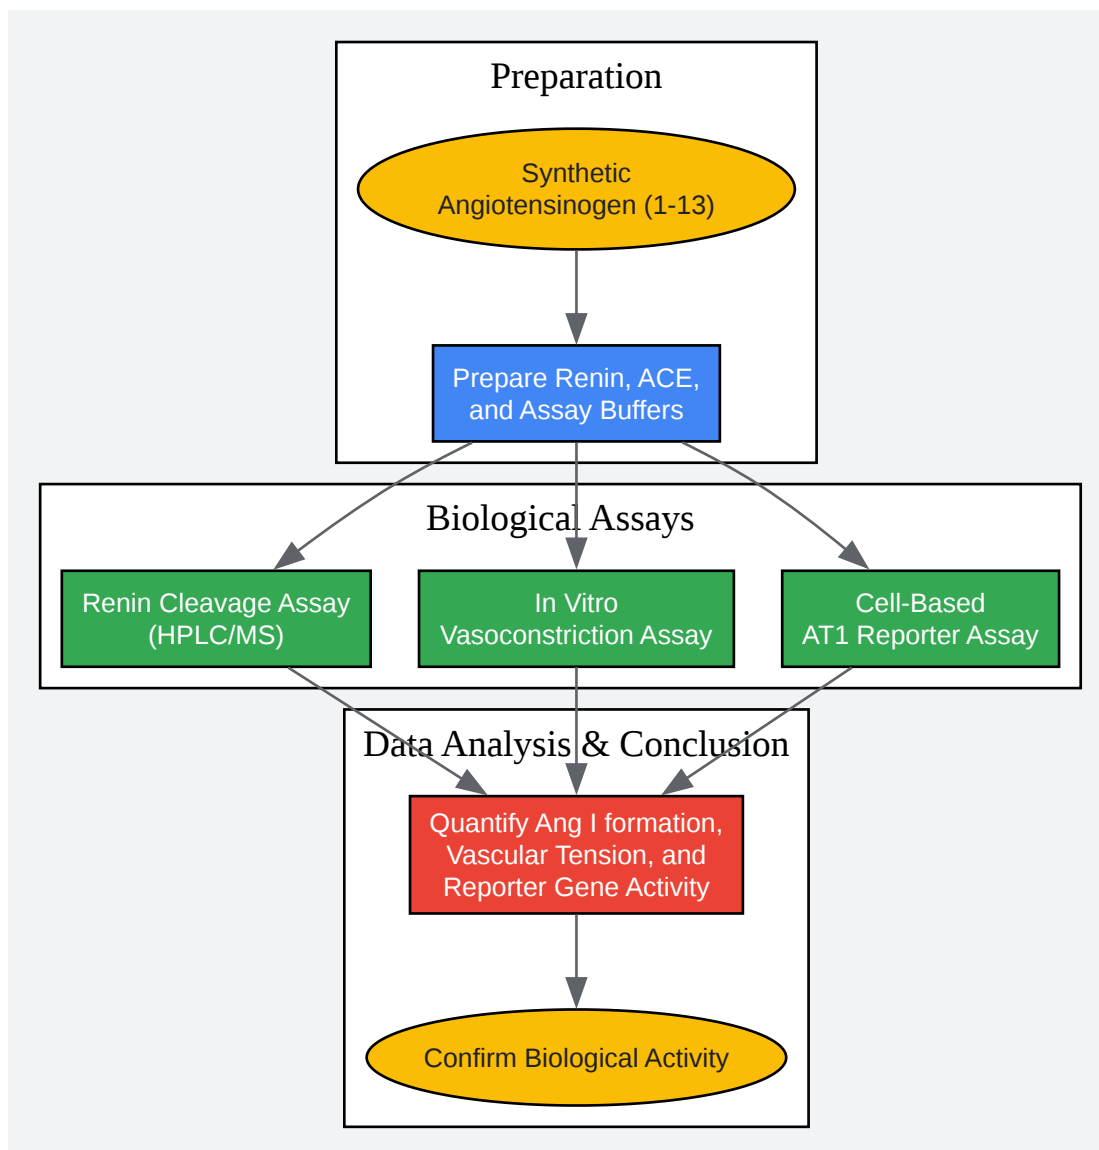 Preparation
Synthetic
Angiotensinogen (1-13)
Prepare Renin, ACE,
and Assay Buffers
Biological Assays
Renin Cleavage Assay
(HPLC/MS)
In Vitro
Vasoconstriction Assay
Cell-Based
AT1 Reporter Assay
Data Analysis & Conclusion
Quantify Ang I formation,
Vascular Tension, and
Reporter Gene Activity
Confirm Biological Activity